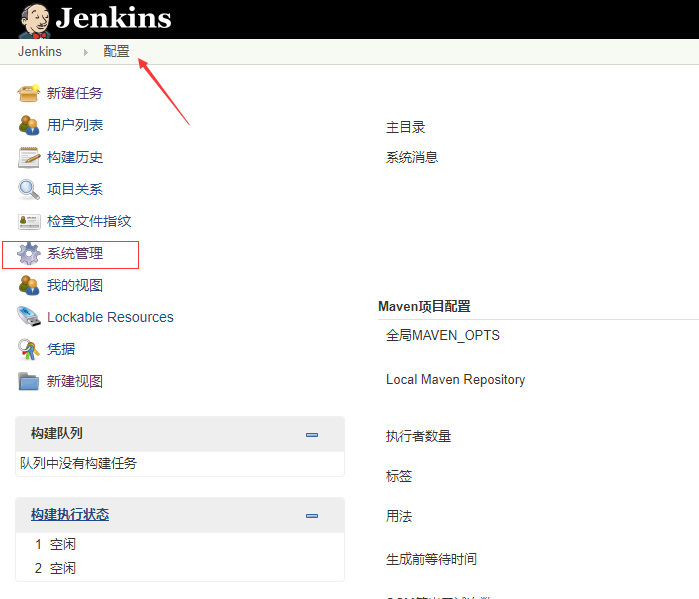 Jenkins
Jenkins 配置
新建任务
用户列表
构建历史
项目关系
检查文件指纹
系统管理
我的视图
Lockable Resources
凭据
新建视图
构建队列
队列中没有构建任务
构建执行状态
1 空闲
2 空闲
主目录
系统消息
Maven项目配置
全局MAVEN_OPTS
Local Maven Repository
执行者数量
标签
用法
生成前等待时间